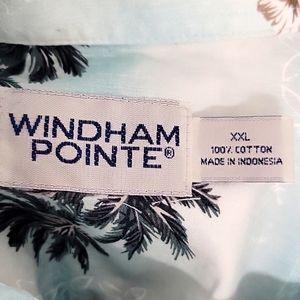 WINDHAM
POINTE®
XXL
100% COTTON
MADE IN INDONESIA